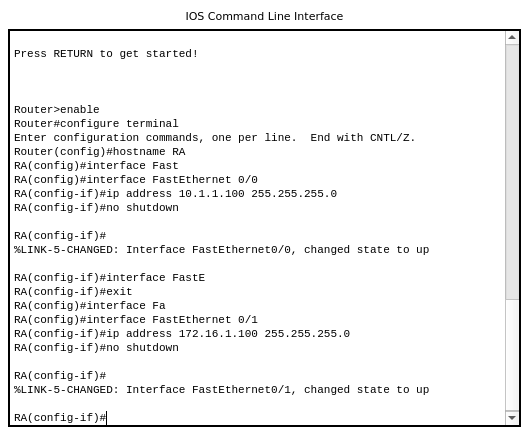 IOS Command Line Interface
Press RETURN to get started!
Router>enable
Router#configure terminal
Enter configuration commands, one per line.  End with CNTL/Z.
Router(config)#hostname RA
RA(config)#interface Fast
RA(config)#interface FastEthernet 0/0
RA(config-if)#ip address 10.1.1.100 255.255.255.0
RA(config-if)#no shutdown
RA(config-if)#
%LINK-5-CHANGED: Interface FastEthernet0/0, changed state to up
RA(config-if)#interface FastE
RA(config-if)#exit
RA(config)#interface Fa
RA(config)#interface FastEthernet 0/1
RA(config-if)#ip address 172.16.1.100 255.255.255.0
RA(config-if)#no shutdown
RA(config-if)#
%LINK-5-CHANGED: Interface FastEthernet0/1, changed state to up
RA(config-if)#